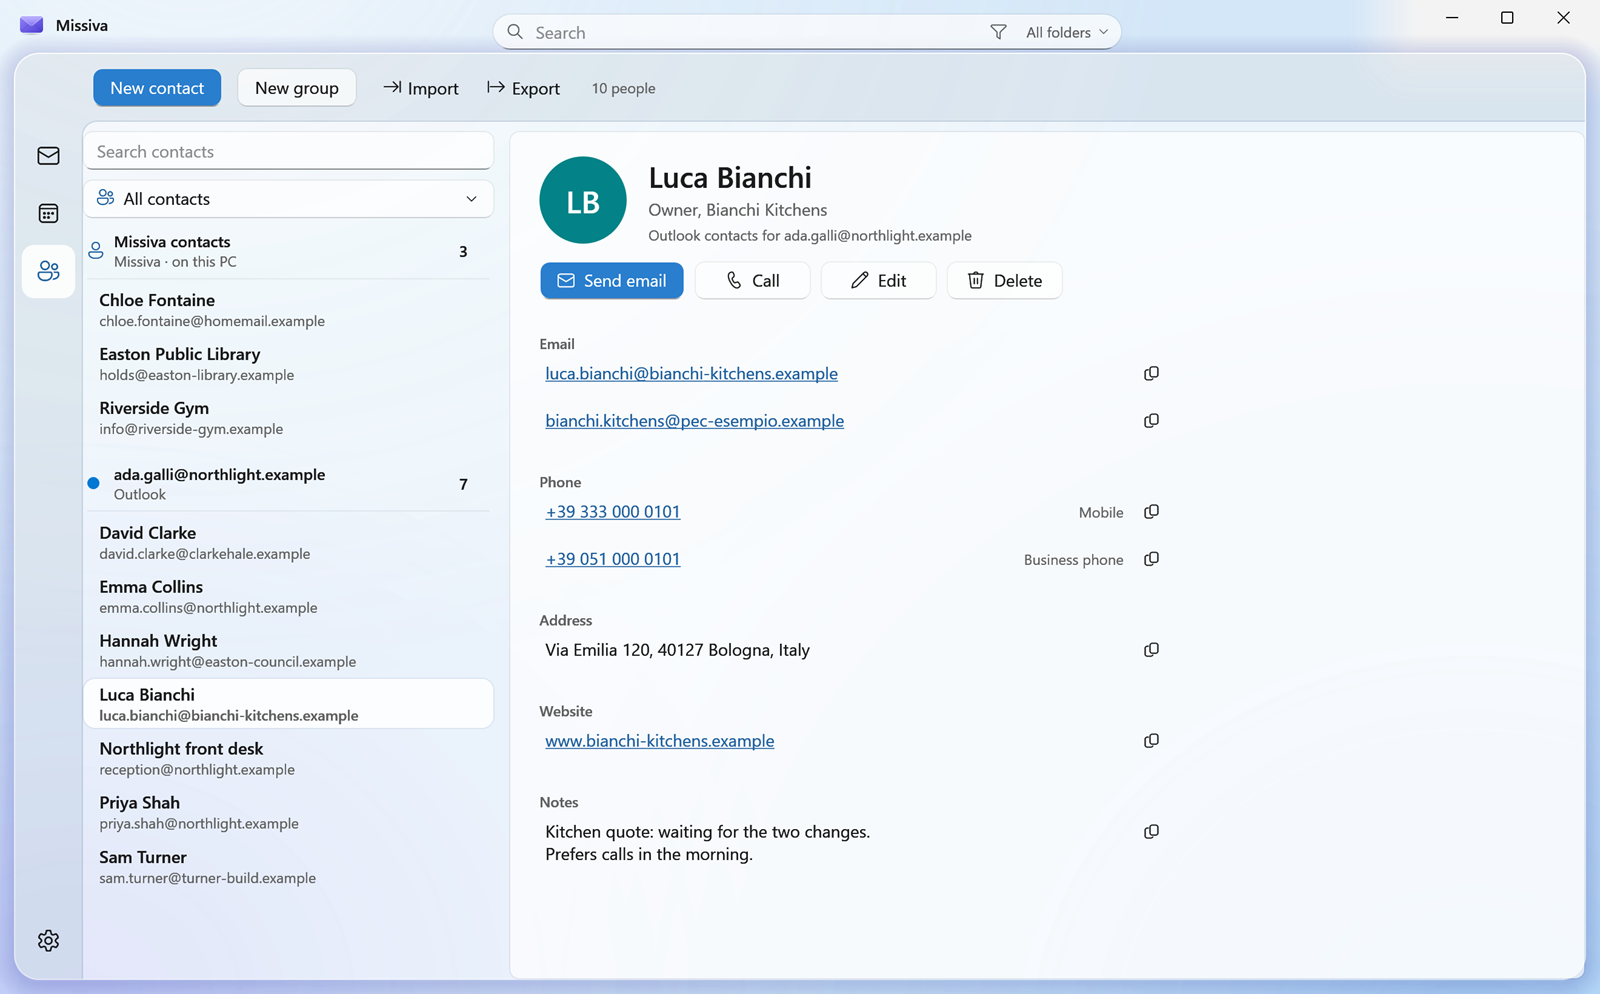 Missiva
Search
All folders
New contact
New group
Import
Export
10 people
Search contacts
All contacts
Missiva contacts
Missiva · on this PC
3
Chloe Fontaine
chloe.fontaine@homemail.example
Easton Public Library
holds@easton-library.example
Riverside Gym
info@riverside-gym.example
ada.galli@northlight.example
Outlook
7
David Clarke
david.clarke@clarkehale.example
Emma Collins
emma.collins@northlight.example
Hannah Wright
hannah.wright@easton-council.example
Luca Bianchi
luca.bianchi@bianchi-kitchens.example
Northlight front desk
reception@northlight.example
Priya Shah
priya.shah@northlight.example
Sam Turner
sam.turner@turner-build.example
LB
Luca Bianchi
Owner, Bianchi Kitchens
Outlook contacts for ada.galli@northlight.example
Send email
Call
Edit
Delete
Email
luca.bianchi@bianchi-kitchens.example
bianchi.kitchens@pec-esempio.example
Phone
+39 333 000 0101
Mobile
+39 051 000 0101
Business phone
Address
Via Emilia 120, 40127 Bologna, Italy
Website
www.bianchi-kitchens.example
Notes
Kitchen quote: waiting for the two changes.
Prefers calls in the morning.